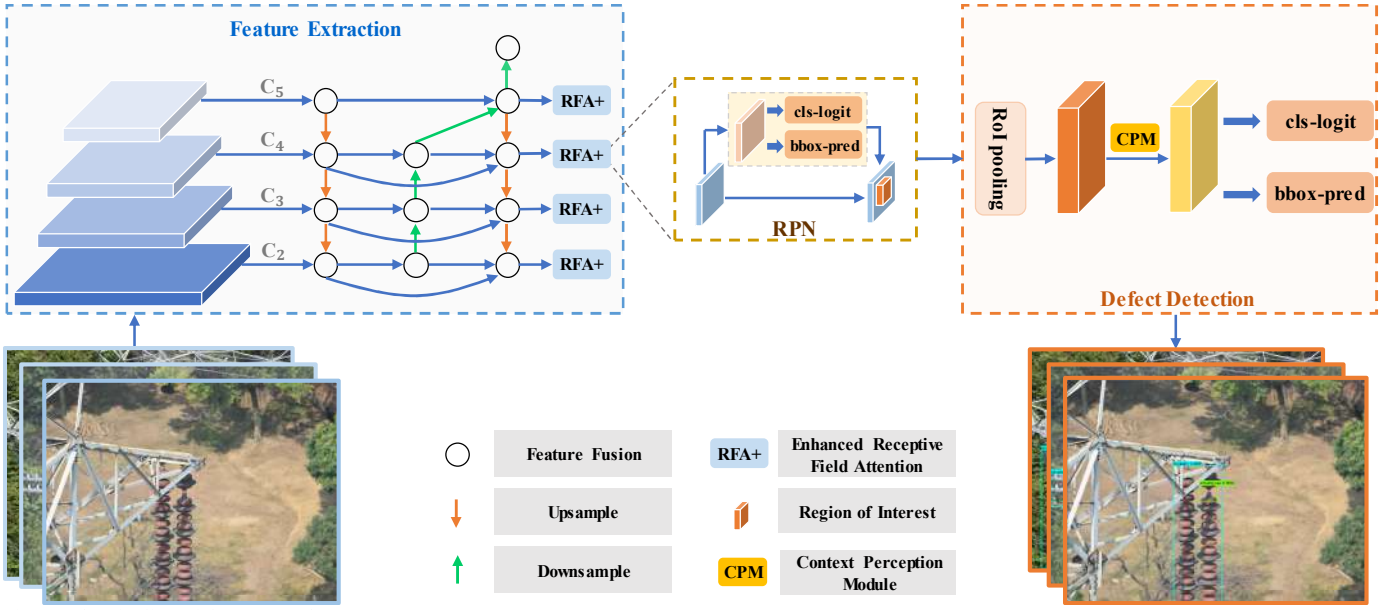 Feature Extraction
C5
RFA+
C4
RFA+
C3
RFA+
C2
RFA+
cls-logit
bbox-pred
RPN
RoI pooling
CPM
cls-logit
bbox-pred
Defect Detection
Feature Fusion
RFA+
Enhanced Receptive
Field Attention
Upsample
Region of Interest
Downsample
CPM
Context Perception
Module